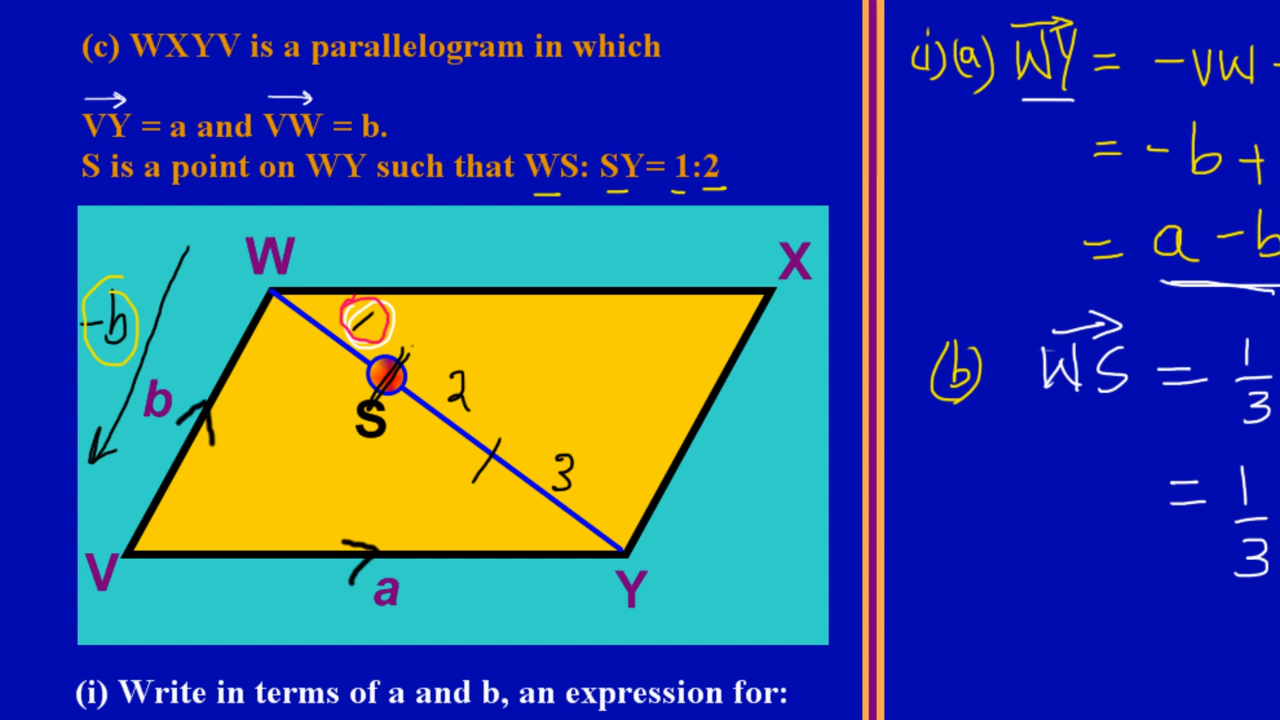 (c) WXYV is a parallelogram in which
VY = a and VW = b.
S is a point on WY such that WS: SY= 1:2
W
X
-b
1
b
S
2
3
V
a
Y
(i) Write in terms of a and b, an expression for:
(i)(a) WY = -VW -
= -b +
= a - b
(b) WS = 1/3
= 1/3